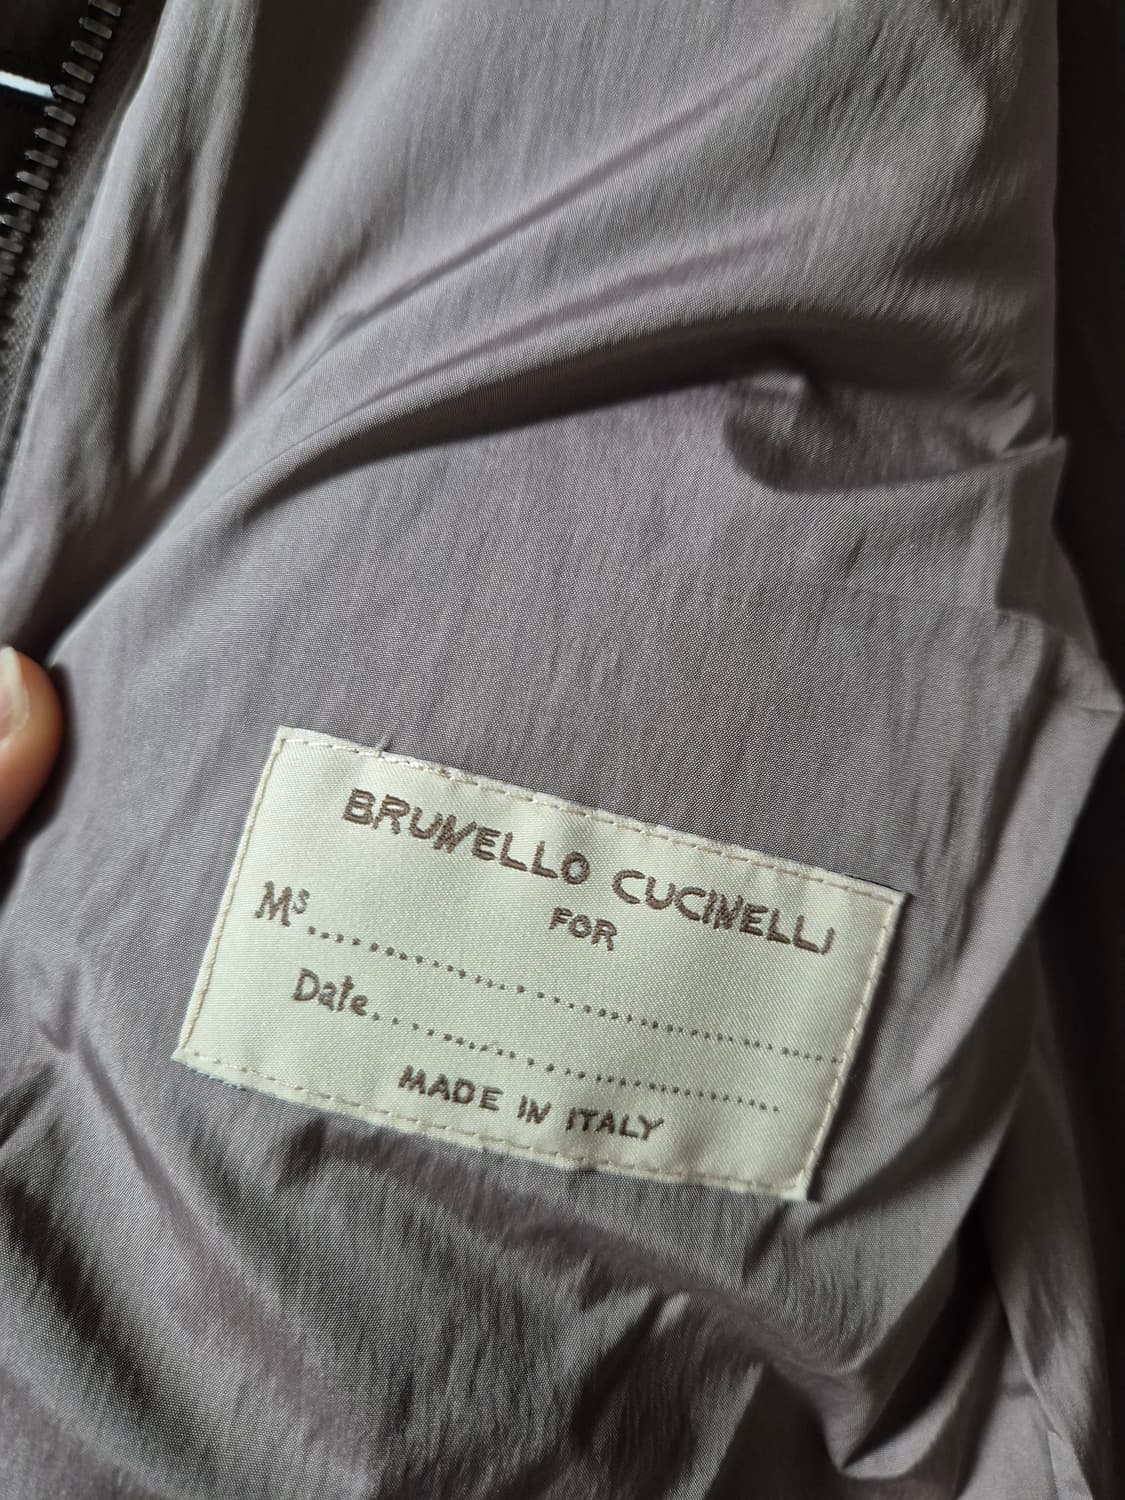 BRUNELLO CUCINELLI
FOR
Ms..............................
Date..............................
MADE IN ITALY